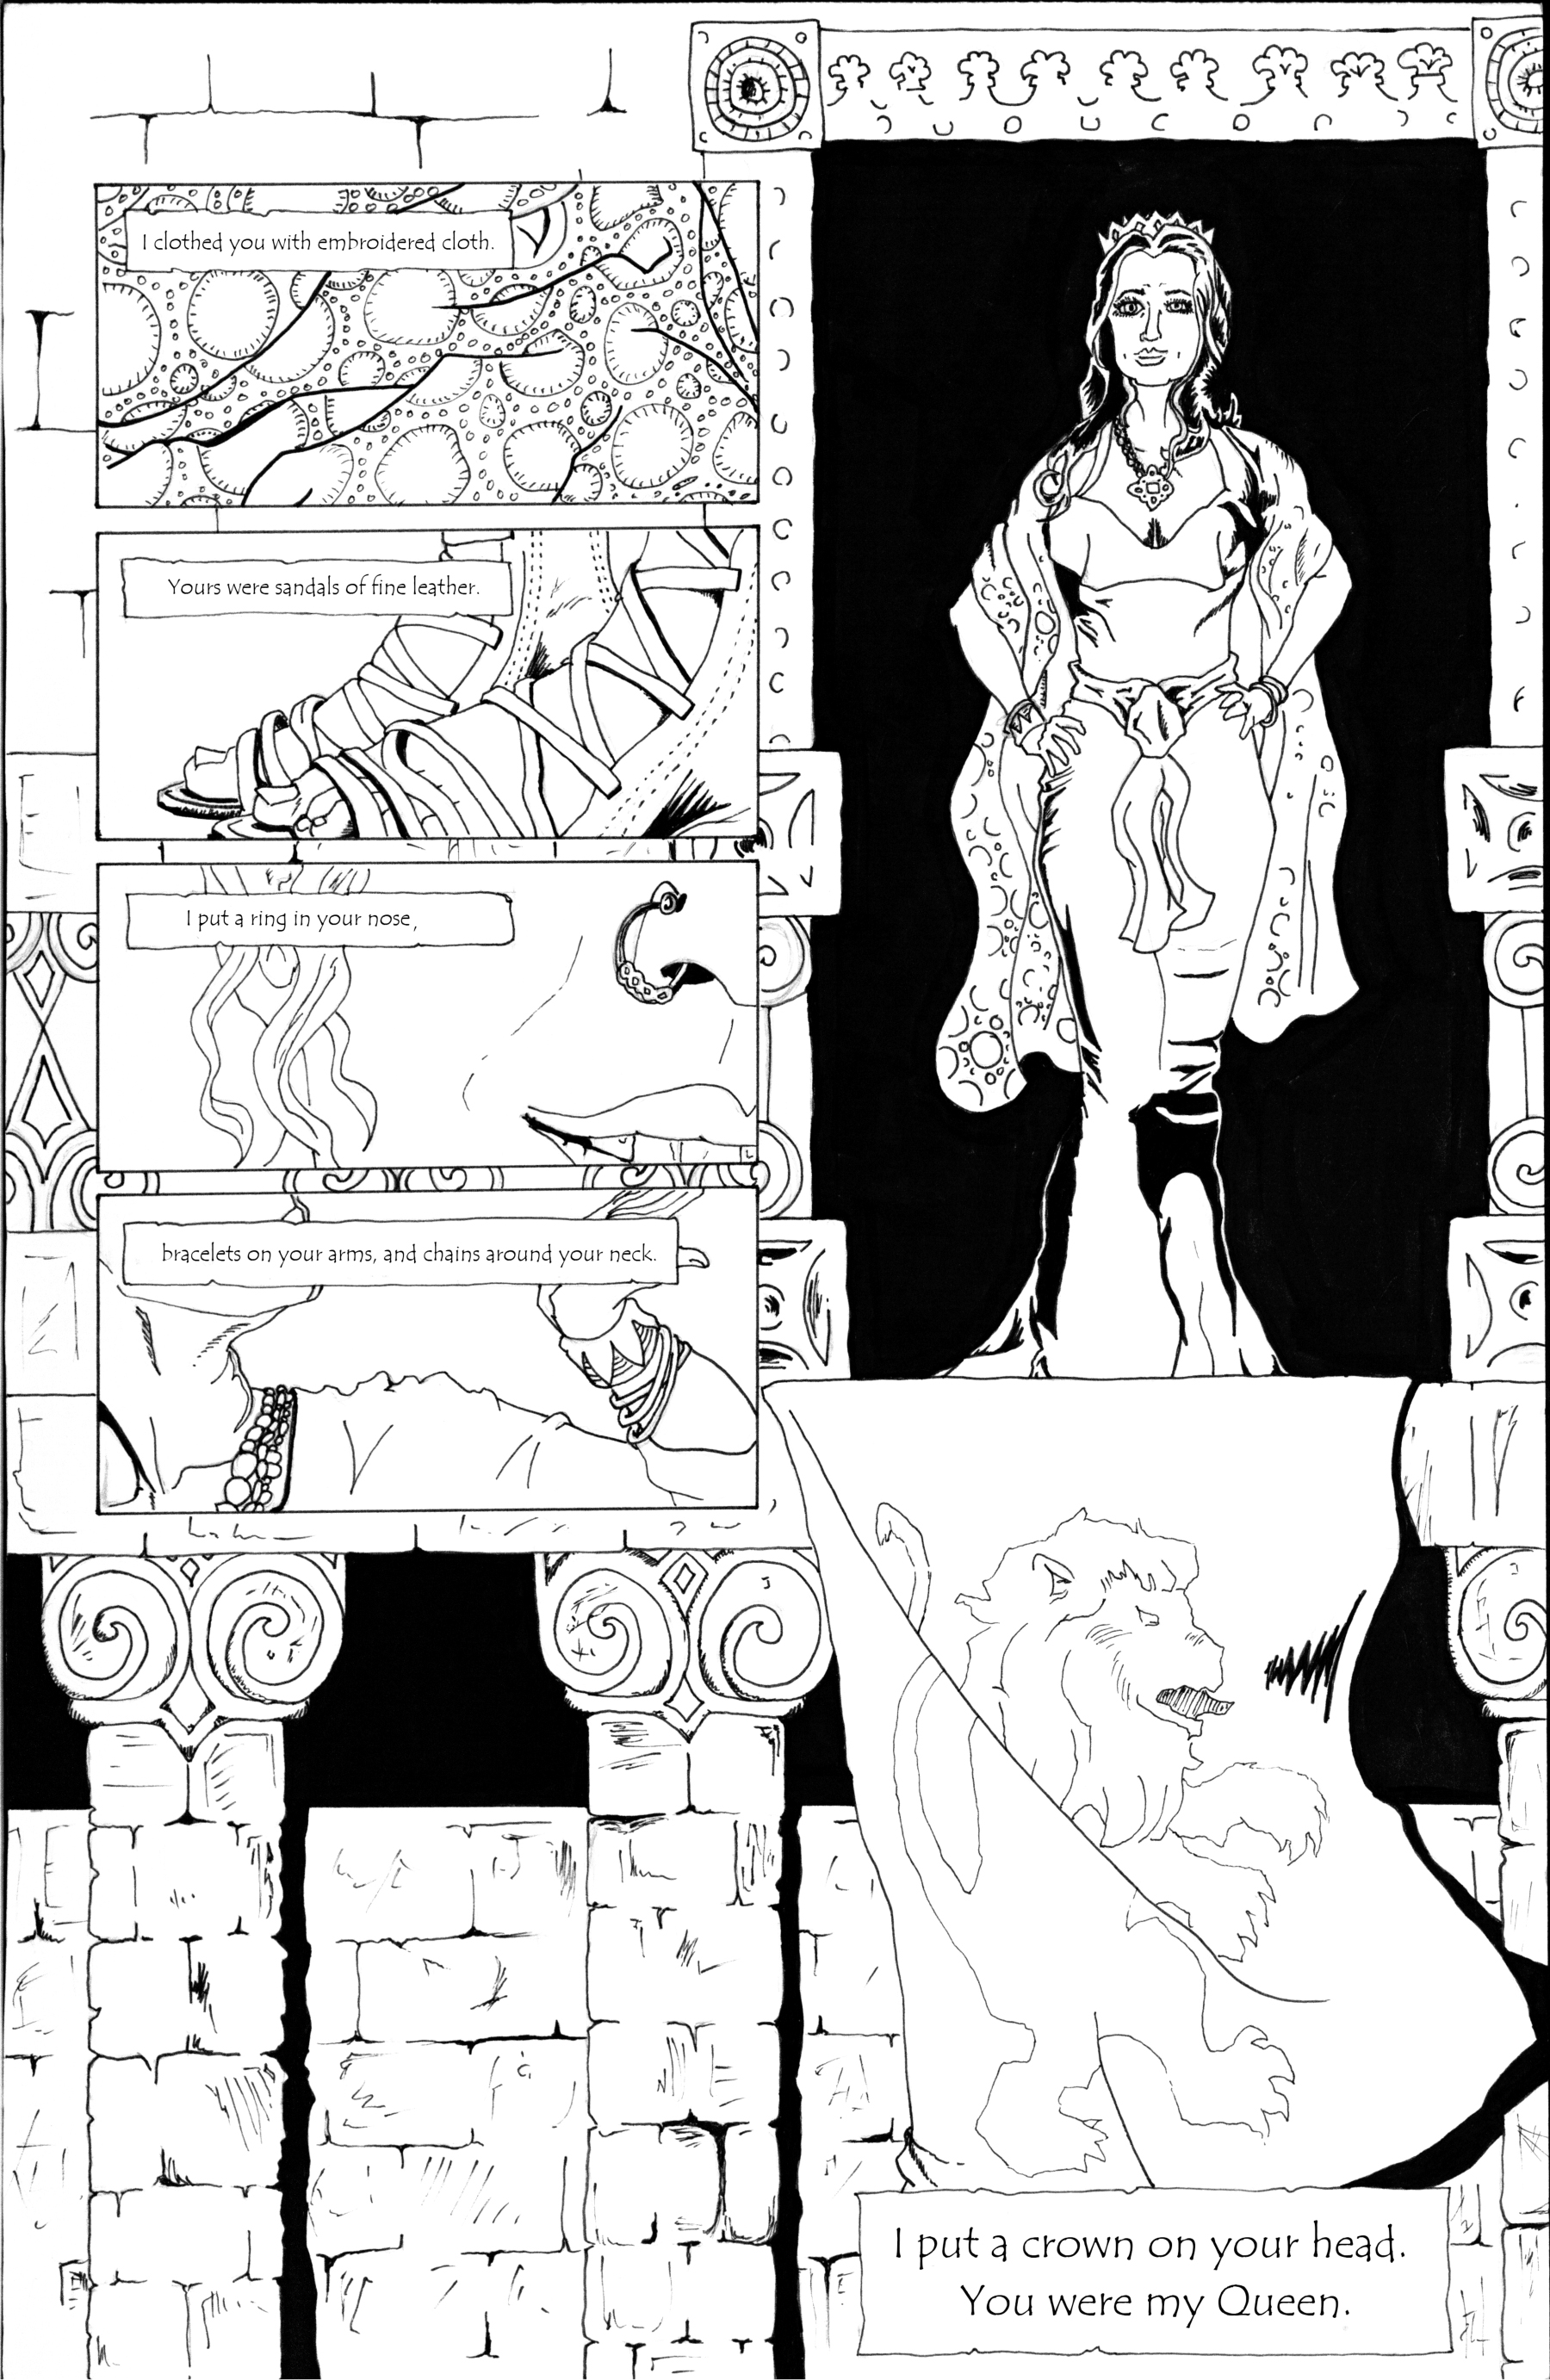 I clothed you with embroidered cloth.
Yours were sandals of fine leather.
I put a ring in your nose,
bracelets on your arms, and chains around your neck.
I put a crown on your head.
You were my Queen.